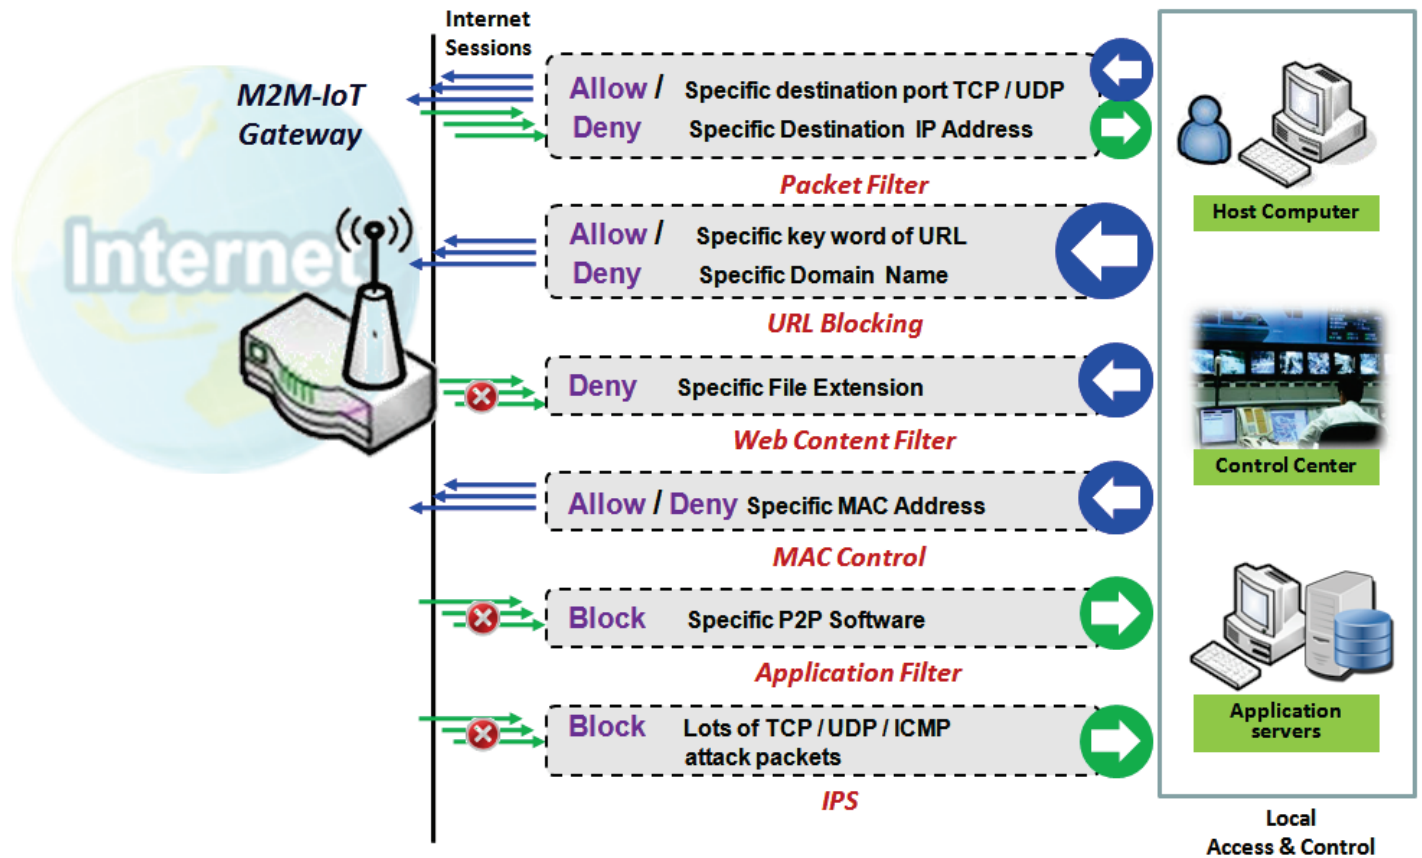 Internet
Sessions
M2M-IoT
Gateway
Internet
Allow / Specific destination port TCP / UDP
Deny Specific Destination IP Address
Packet Filter
Allow / Specific key word of URL
Deny Specific Domain Name
URL Blocking
Deny Specific File Extension
Web Content Filter
Allow / Deny Specific MAC Address
MAC Control
Block Specific P2P Software
Application Filter
Block Lots of TCP / UDP / ICMP
attack packets
IPS
Host Computer
Control Center
Application
servers
Local
Access & Control